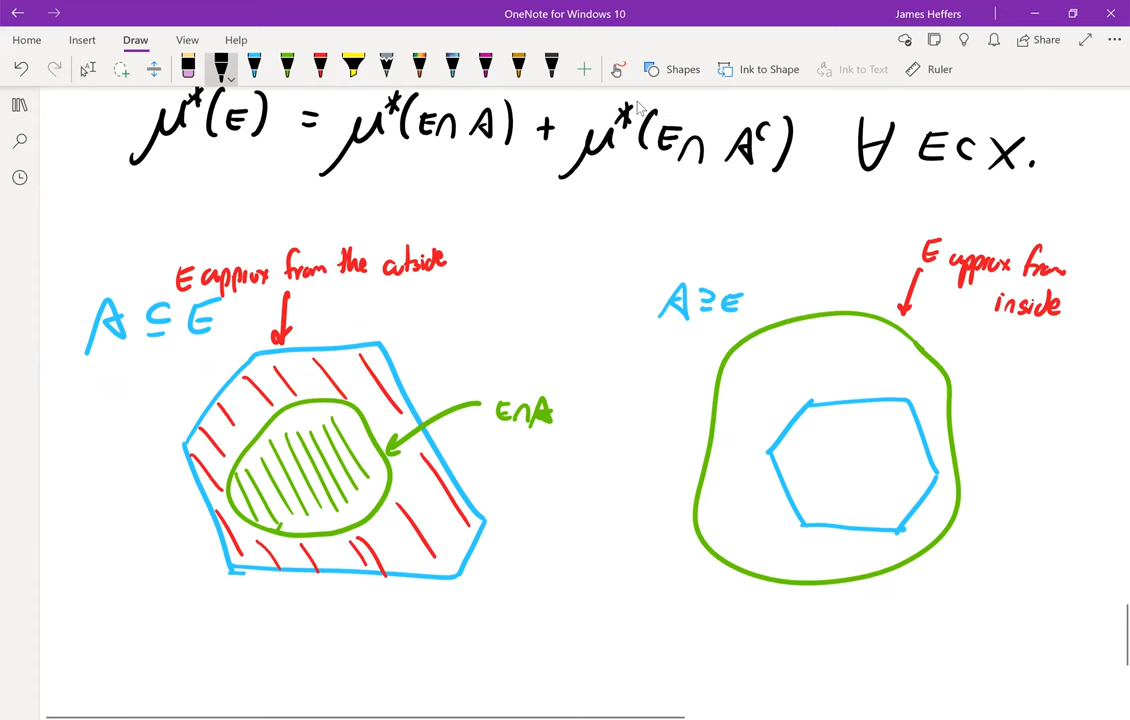 OneNote for Windows 10
James Heffers
Home Insert Draw View Help
Share
Shapes
Ink to Shape
Ink to Text
Ruler
μ*(E) = μ*(E∩A) + μ*(E∩Aᶜ) ∀ E⊂X.
E approx from the outside
A ⊆ E
E∩A
E approx from
inside
A ⊇ E